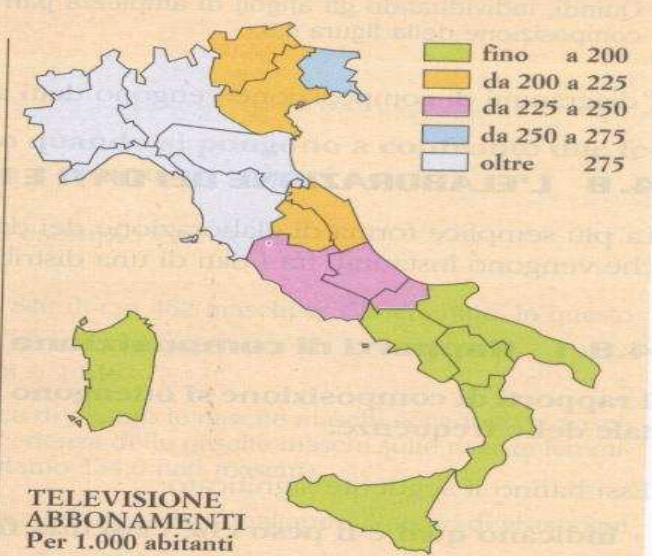 fino a 200
da 200 a 225
da 225 a 250
da 250 a 275
oltre 275
TELEVISIONE
ABBONAMENTI
Per 1.000 abitanti